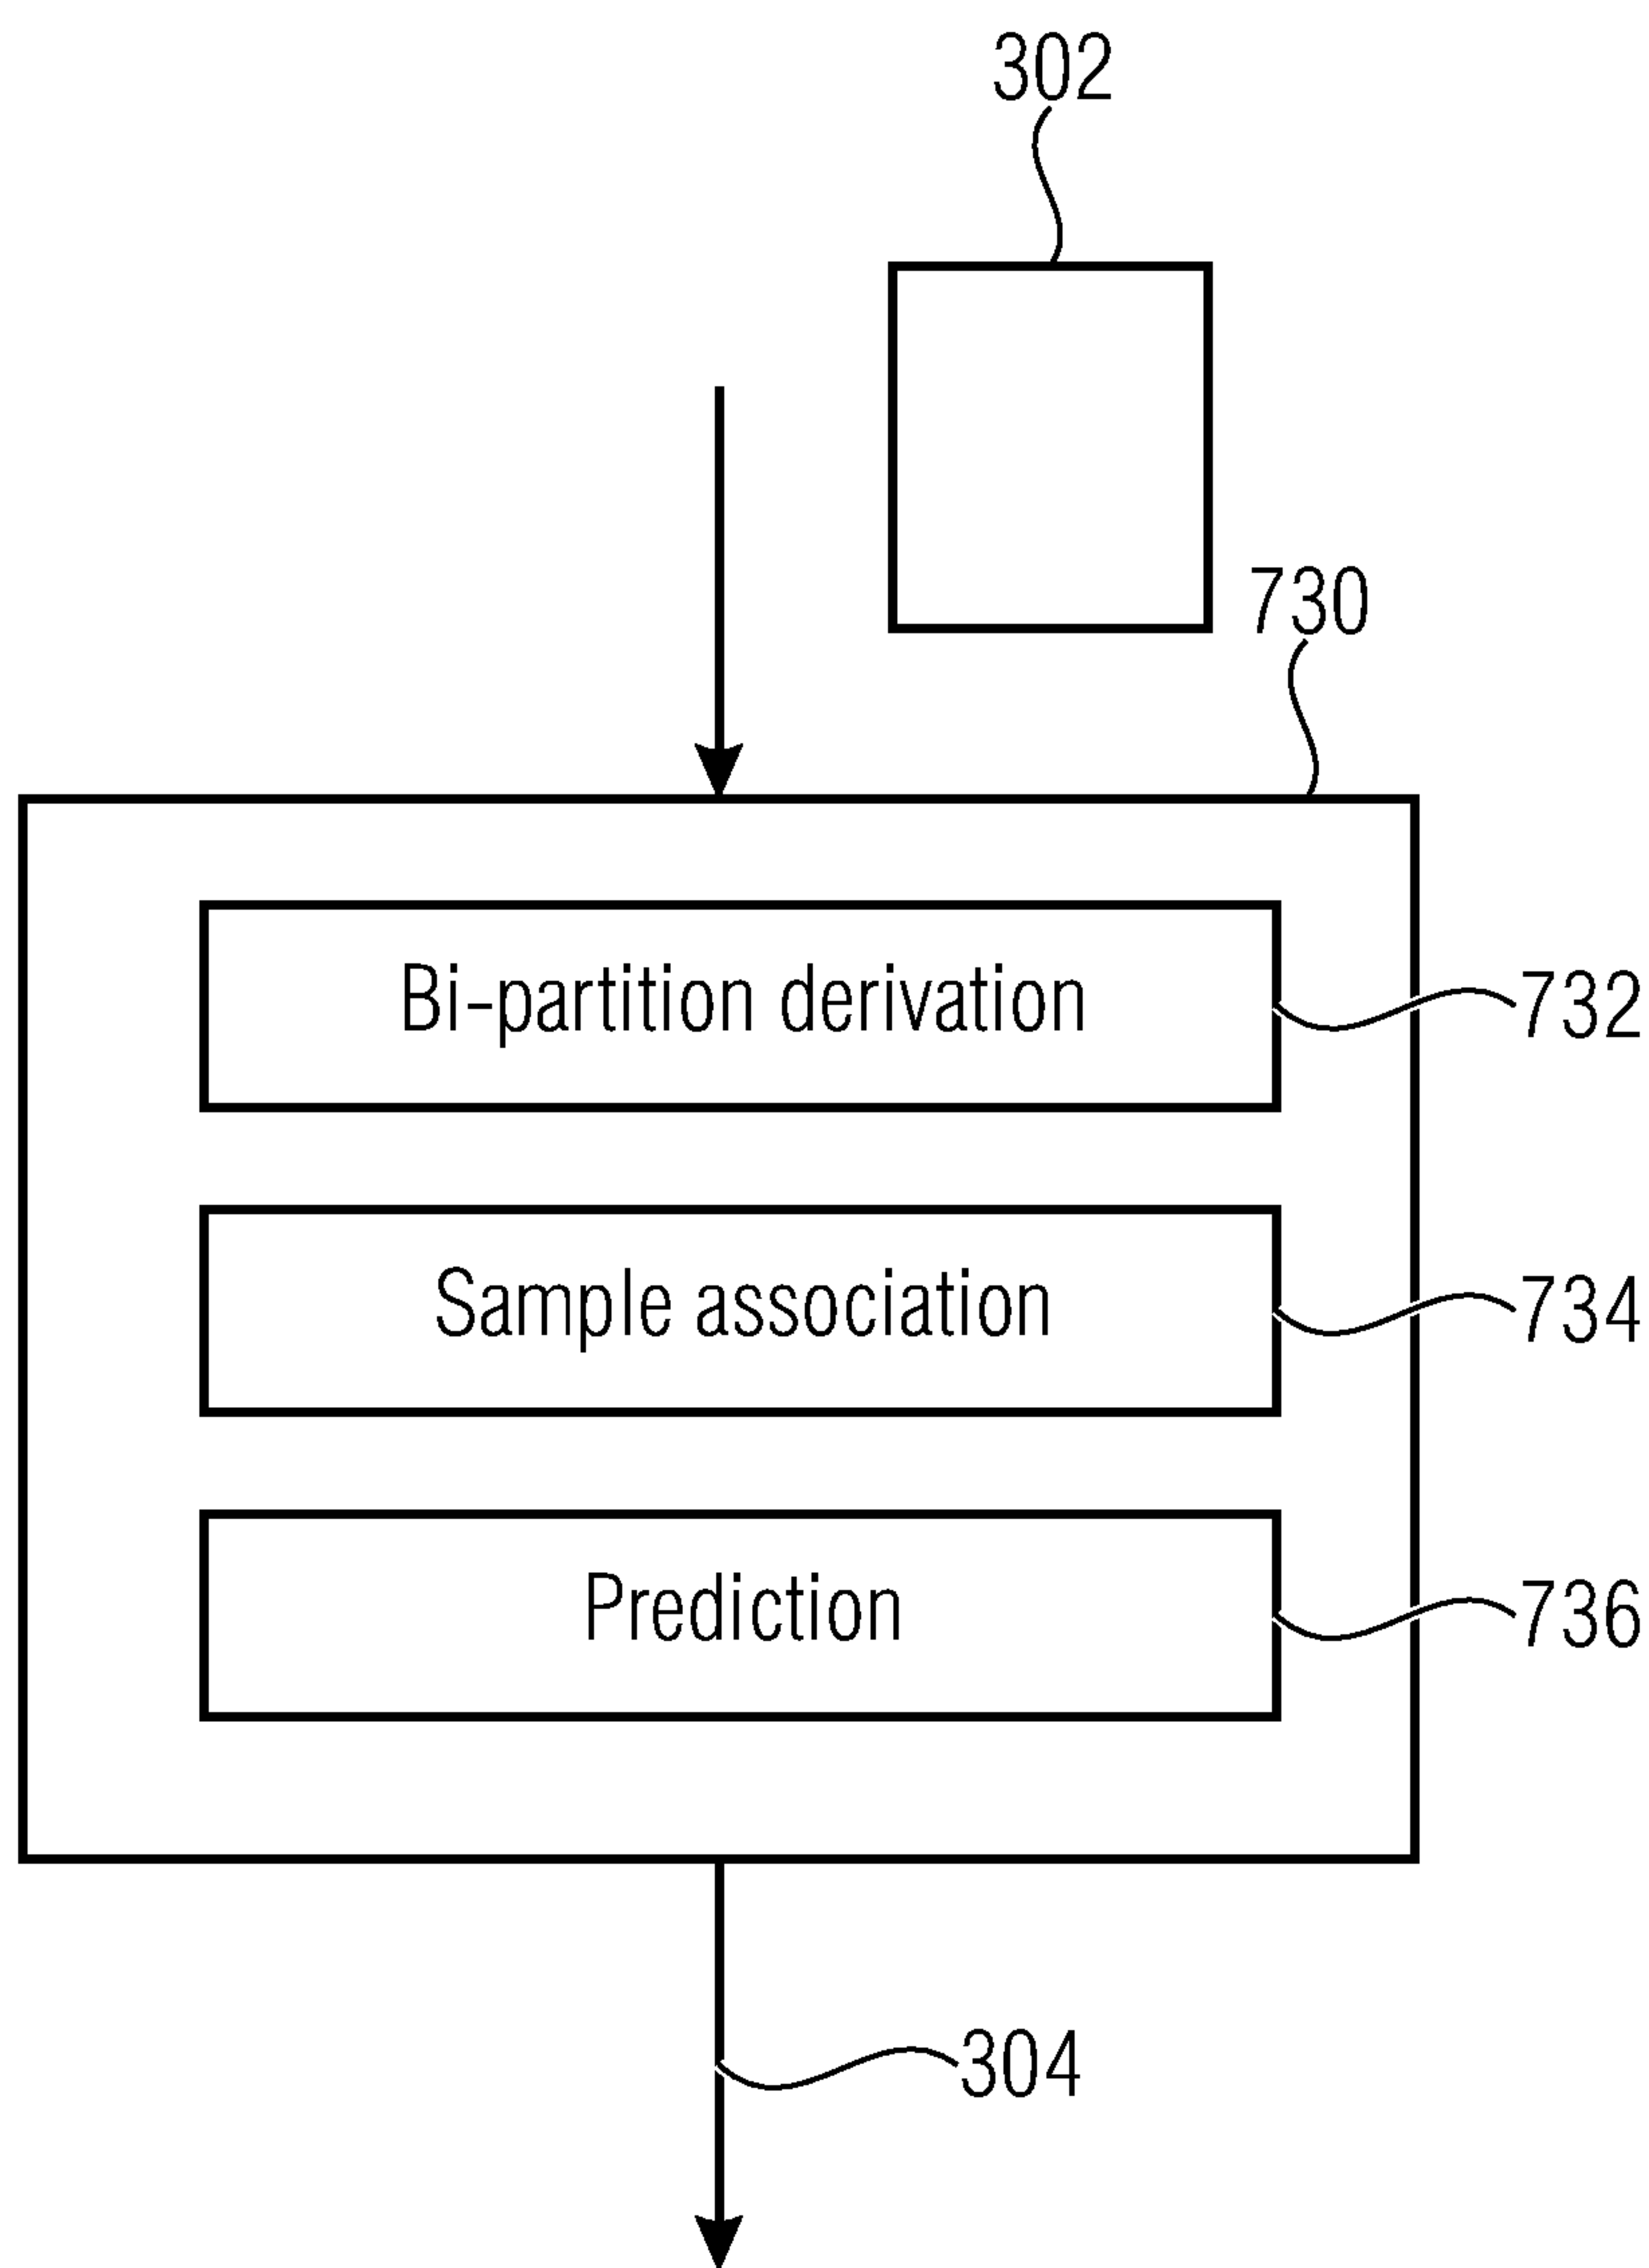 302
730
Bi-partition derivation
732
Sample association
734
Prediction
736
304